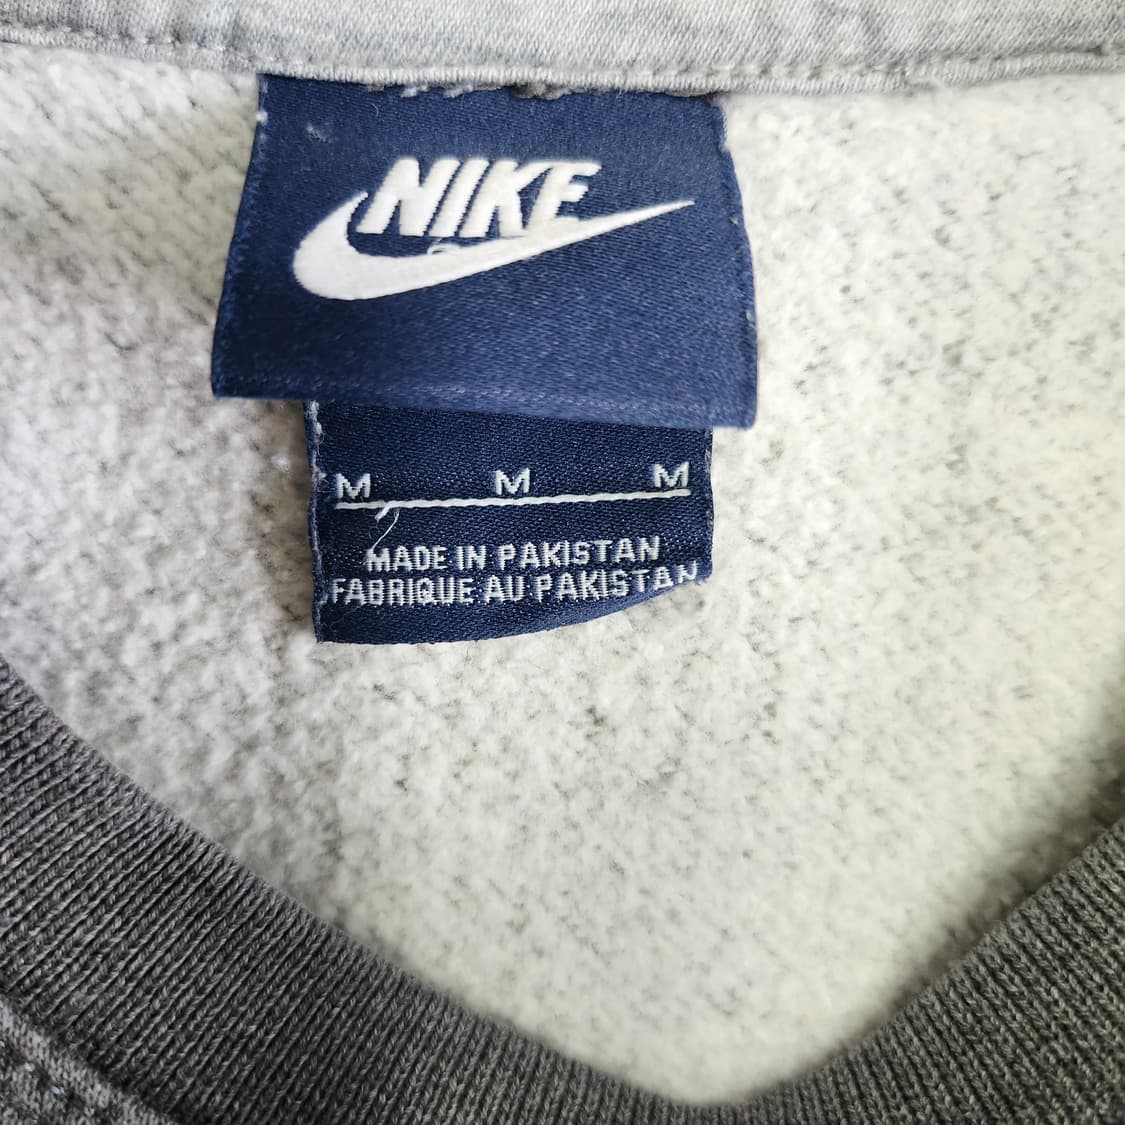 NIKE
M M M
MADE IN PAKISTAN
FABRIQUE AU PAKISTAN